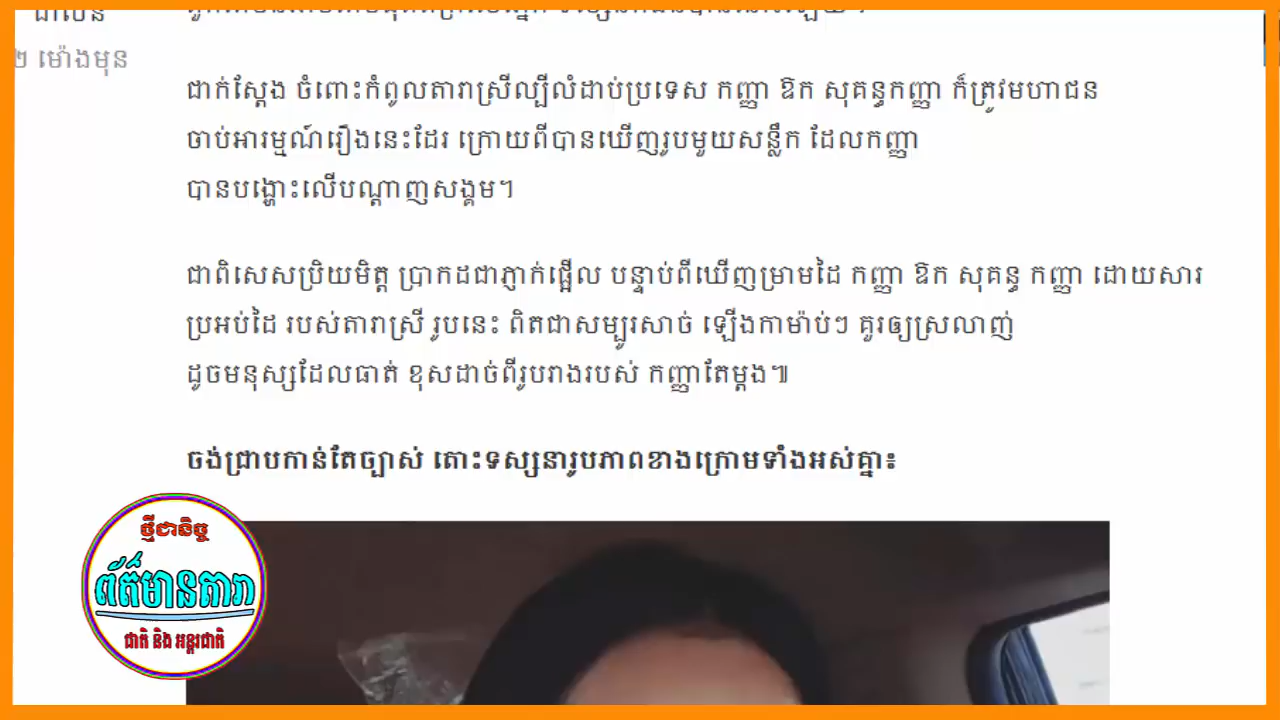 ២ ម៉ោងមុន
ជាក់ស្ដែង ចំពោះកំពូលតារាស្រីល្បីលំដាប់ប្រទេស កញ្ញា ឱក សុគន្ធកញ្ញា ក៏ត្រូវមហាជន
ចាប់អារម្មណ៍រឿងនេះដែរ ក្រោយពីបានឃើញរូបមួយសន្លឹក ដែលកញ្ញា
បានបង្ហោះលើបណ្ដាញសង្គម។
ជាពិសេសប្រិយមិត្ត ប្រាកដជាភ្ញាក់ផ្អើល បន្ទាប់ពីឃើញម្រាមដៃ កញ្ញា ឱក សុគន្ធ កញ្ញា ដោយសារ
ប្រអប់ដៃ របស់តារាស្រី រូបនេះ ពិតជាសម្បូរសាច់ ឡើងកាម៉ាប់ៗ គួរឲ្យស្រលាញ់
ដូចមនុស្សដែលធាត់ ខុសដាច់ពីរូបរាងរបស់ កញ្ញាតែម្ដង៕
ចង់ជ្រាបកាន់តែច្បាស់ តោះទស្សនារូបភាពខាងក្រោមទាំងអស់គ្នា៖
ថ្មីជានិច្ច
ព័ត៌មានតារា
ជាតិ និង អន្តរជាតិ